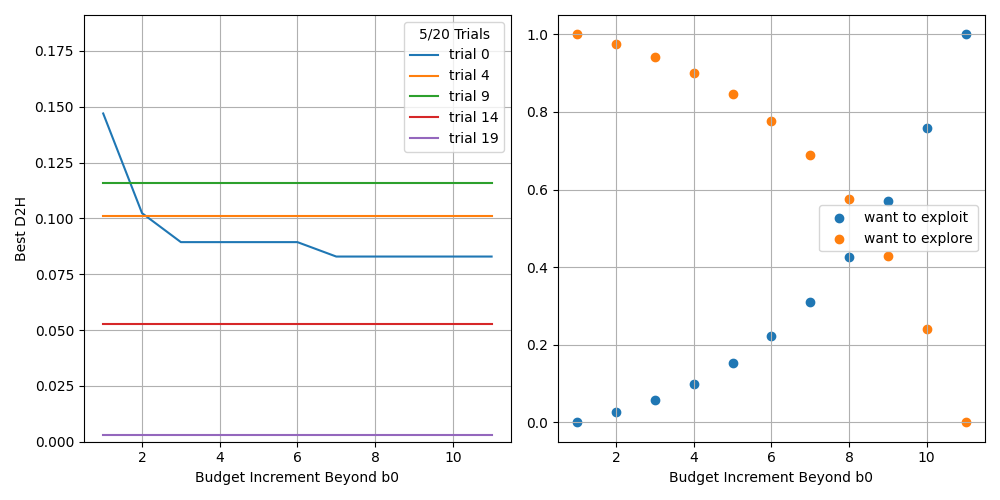 5/20 Trials
trial 0
trial 4
trial 9
trial 14
trial 19
0.175
0.150
0.125
0.100
0.075
0.050
0.025
0.000
Best D2H
2 4 6 8 10
Budget Increment Beyond b0
1.0
0.8
0.6
0.4
0.2
0.0
want to exploit
want to explore
2 4 6 8 10
Budget Increment Beyond b0